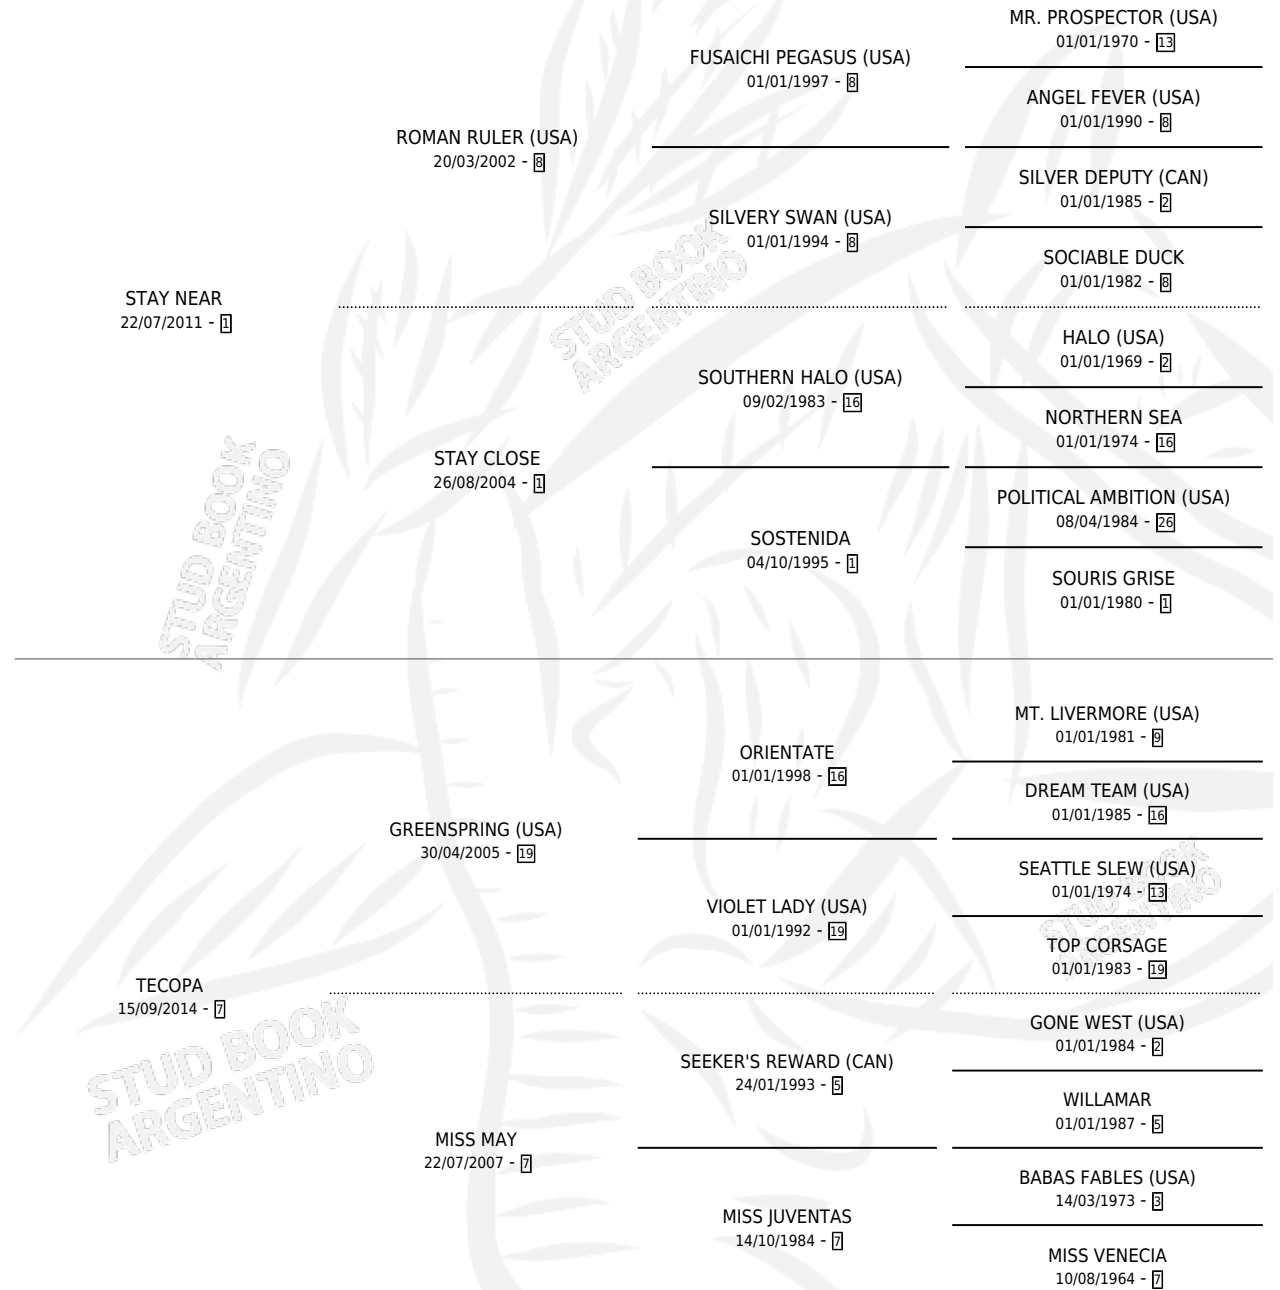 MR. PROSPECTOR (USA)
01/01/1970 - 13
FUSAICHI PEGASUS (USA)
01/01/1997 - 8
ANGEL FEVER (USA)
01/01/1990 - 8
ROMAN RULER (USA)
20/03/2002 - 8
SILVER DEPUTY (CAN)
01/01/1985 - 2
SILVERY SWAN (USA)
01/01/1994 - 8
SOCIABLE DUCK
01/01/1982 - 8
STAY NEAR
22/07/2011 - 1
HALO (USA)
01/01/1969 - 2
SOUTHERN HALO (USA)
09/02/1983 - 16
NORTHERN SEA
01/01/1974 - 16
STAY CLOSE
26/08/2004 - 1
POLITICAL AMBITION (USA)
08/04/1984 - 26
SOSTENIDA
04/10/1995 - 1
SOURIS GRISE
01/01/1980 - 1
MT. LIVERMORE (USA)
01/01/1981 - 9
ORIENTATE
01/01/1998 - 16
DREAM TEAM (USA)
01/01/1985 - 16
GREENSPRING (USA)
30/04/2005 - 19
SEATTLE SLEW (USA)
01/01/1974 - 13
VIOLET LADY (USA)
01/01/1992 - 19
TOP CORSAGE
01/01/1983 - 19
TECOPA
15/09/2014 - 7
GONE WEST (USA)
01/01/1984 - 2
SEEKER'S REWARD (CAN)
24/01/1993 - 5
WILLAMAR
01/01/1987 - 5
MISS MAY
22/07/2007 - 7
BABAS FABLES (USA)
14/03/1973 - 3
MISS JUVENTAS
14/10/1984 - 7
MISS VENECIA
10/08/1964 - 7
STUD BOOK
ARGENTINO
STUD BOOK
ARGENTINO
STUD BOOK
ARGENTINO
STUD BOOK
ARGENTINO